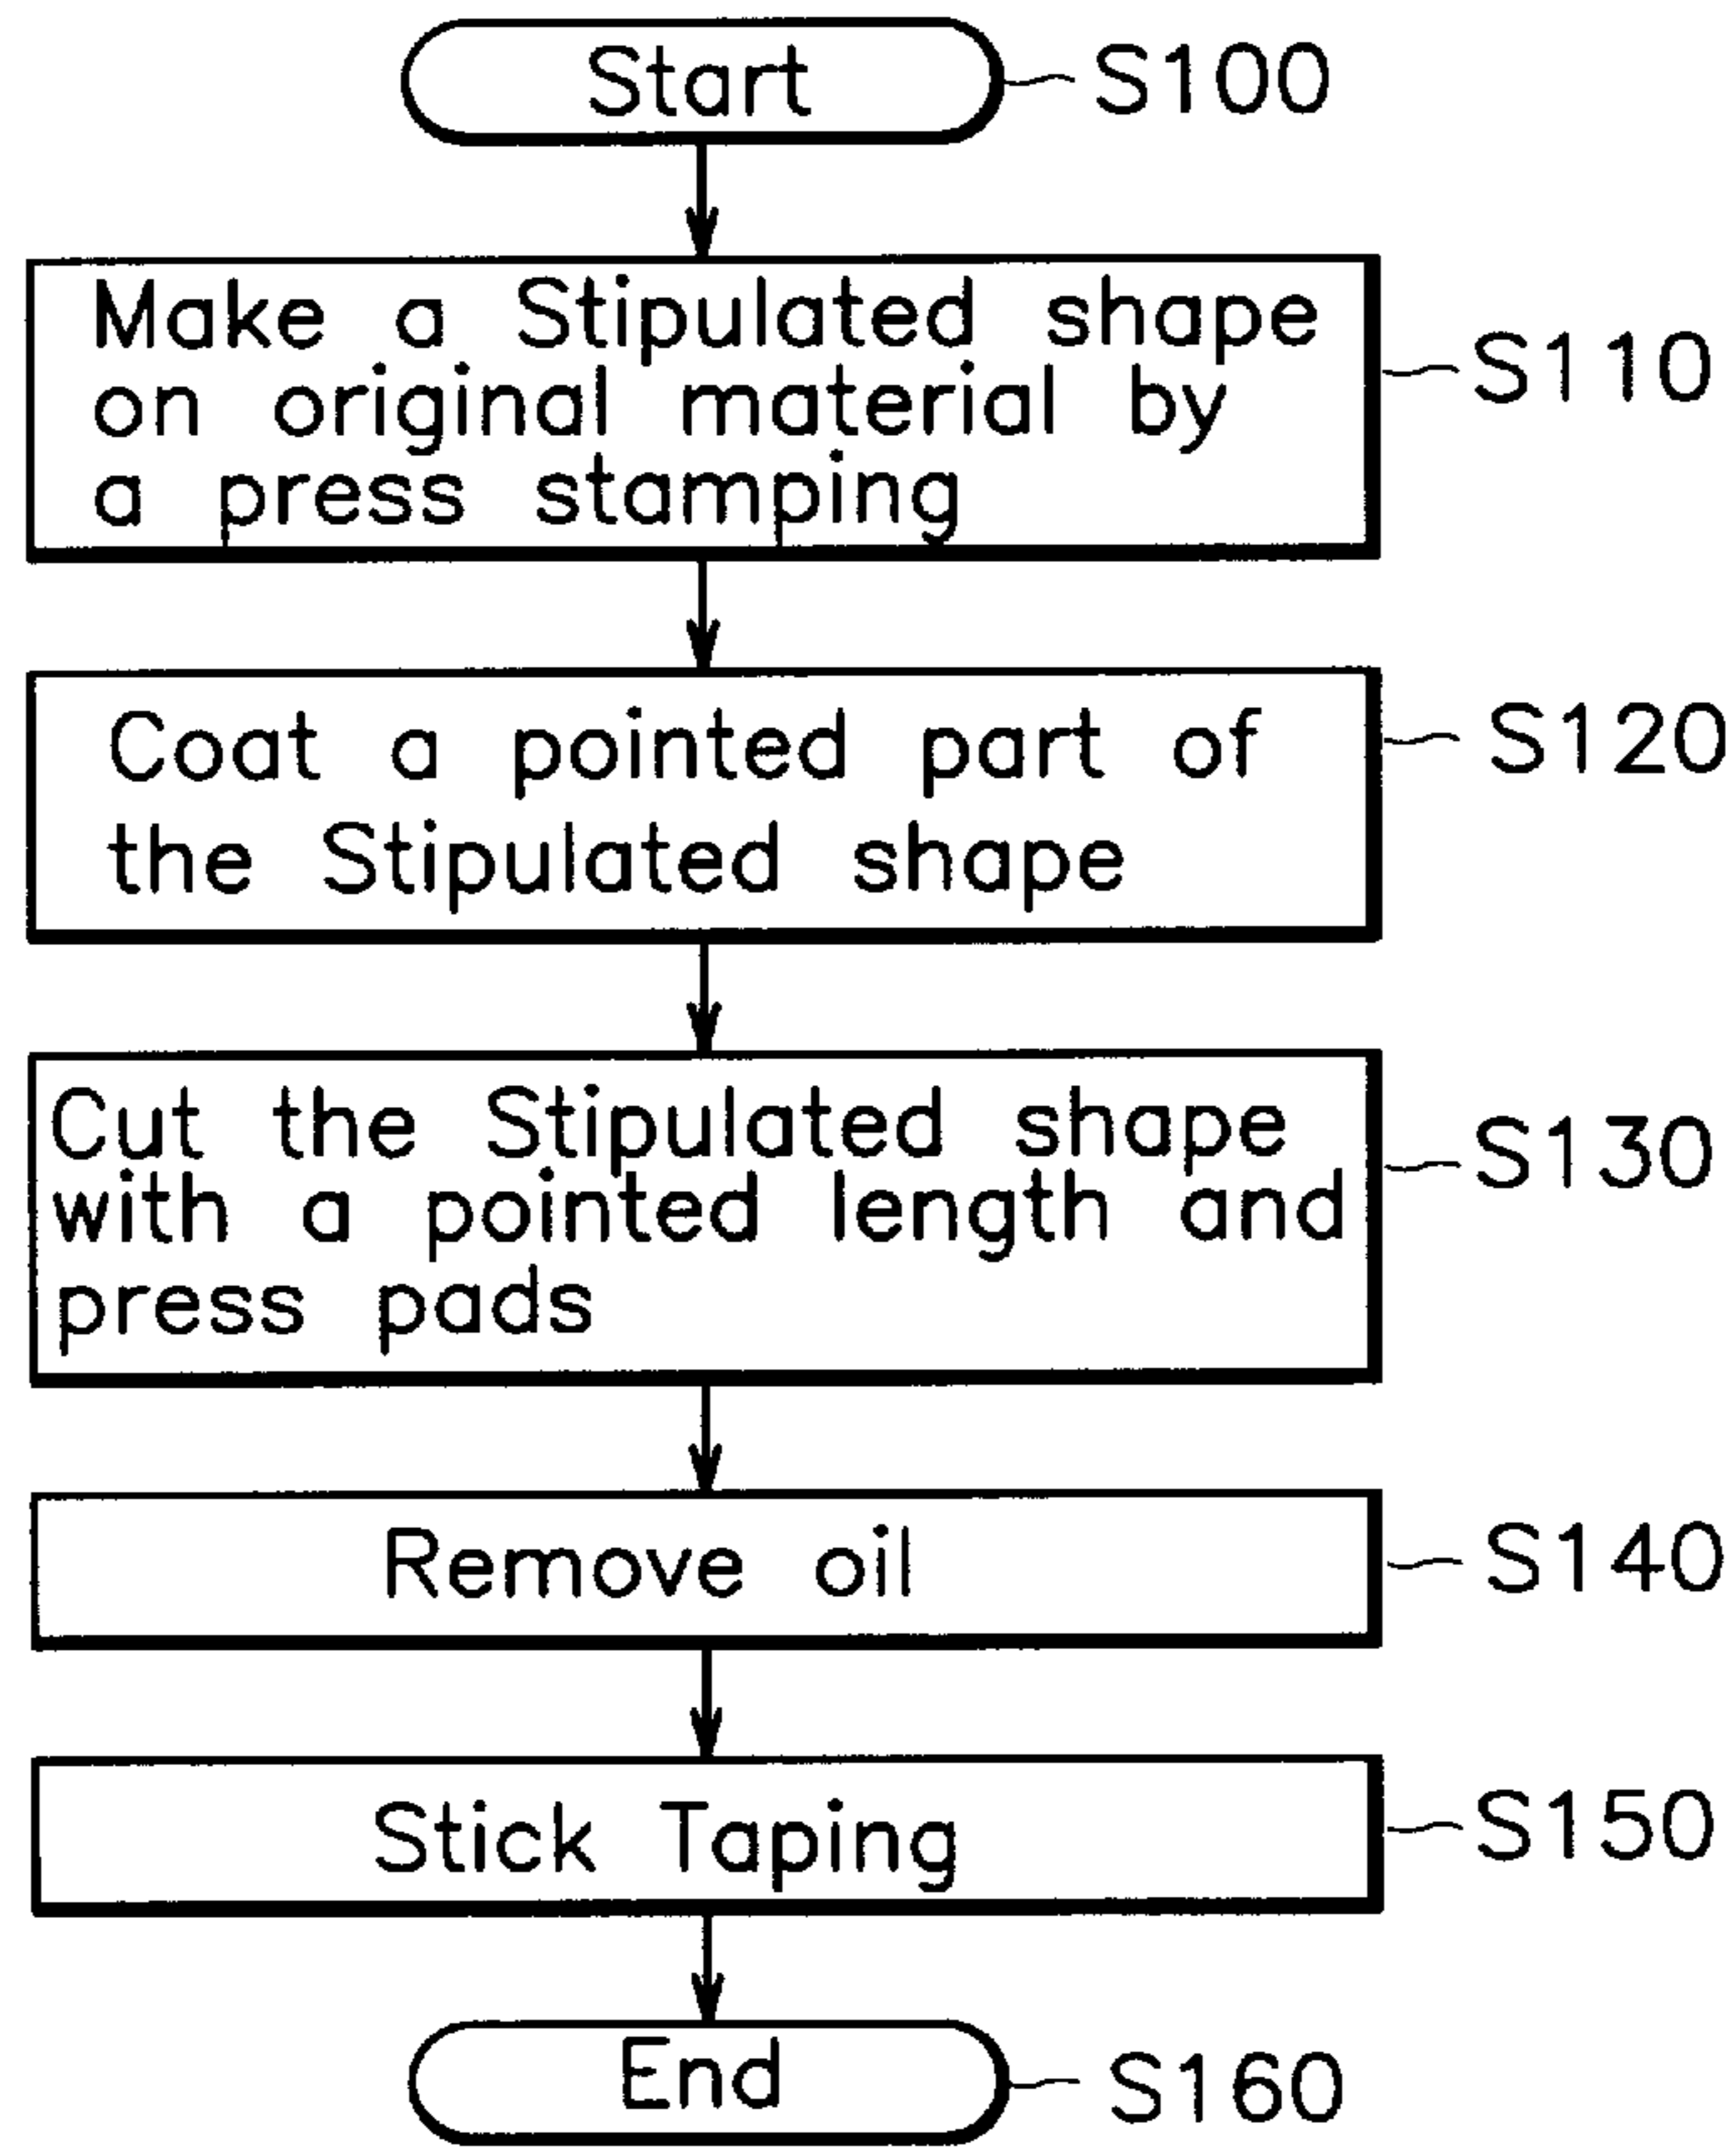 Start S100
Make a Stipulated shape
on original material by
a press stamping
S110
Coat a pointed part of
the Stipulated shape
S120
Cut the Stipulated shape
with a pointed length and
press pads
S130
Remove oil S140
Stick Taping S150
End S160